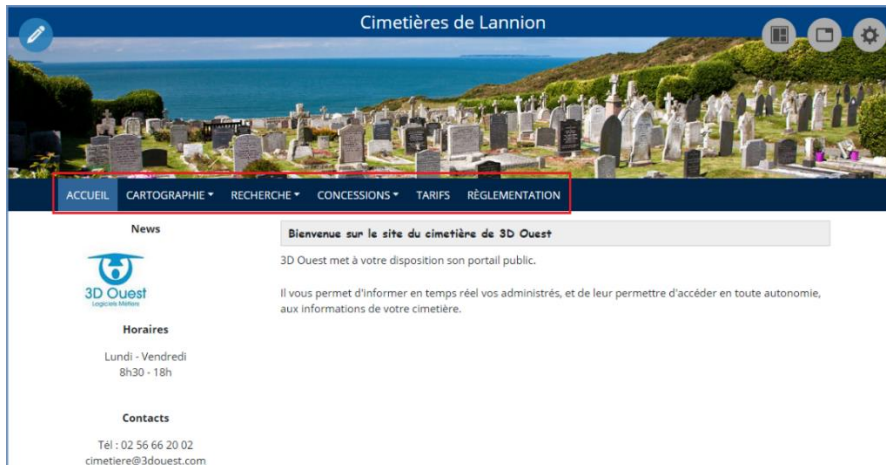 Cimetières de Lannion
ACCUEIL CARTOGRAPHIE RECHERCHE CONCESSIONS TARIFS RÈGLEMENTATION
News
3D Ouest
Logiciels Métiers
Horaires
Lundi - Vendredi
8h30 - 18h
Contacts
Tél : 02 56 66 20 02
cimetiere@3douest.com
Bienvenue sur le site du cimetière de 3D Ouest
3D Ouest met à votre disposition son portail public.
Il vous permet d'informer en temps réel vos administrés, et de leur permettre d'accéder en toute autonomie,
aux informations de votre cimetière.